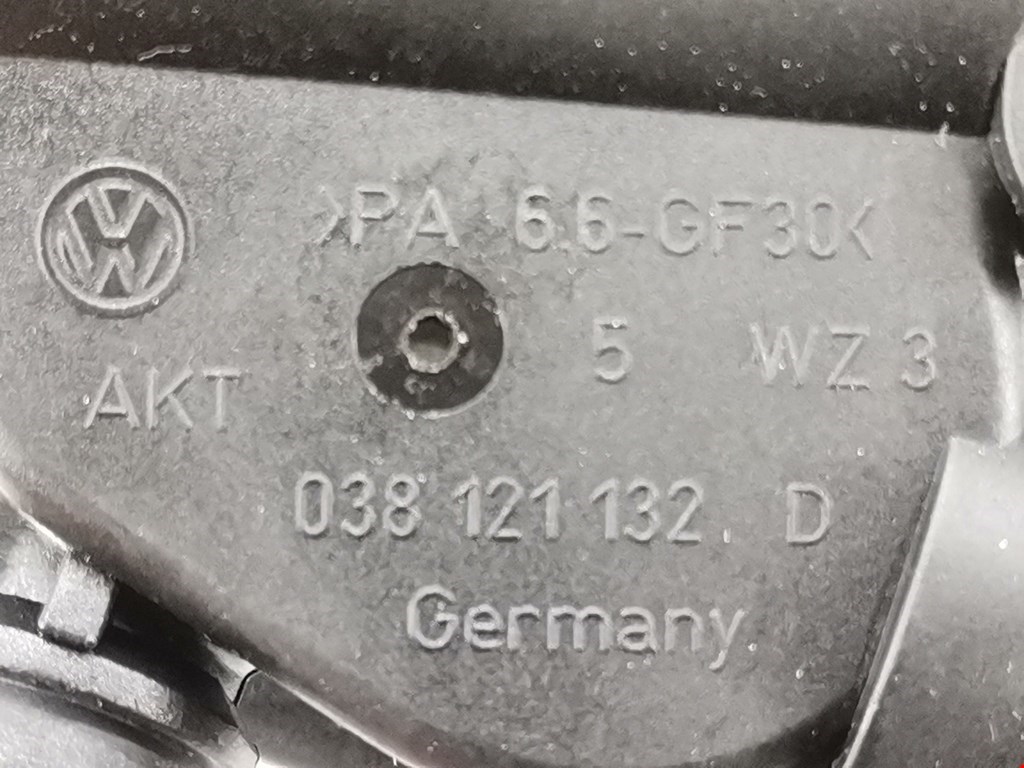 >PA 6.6-GF30<
5 WZ 3
AKT
038 121 132 D
Germany